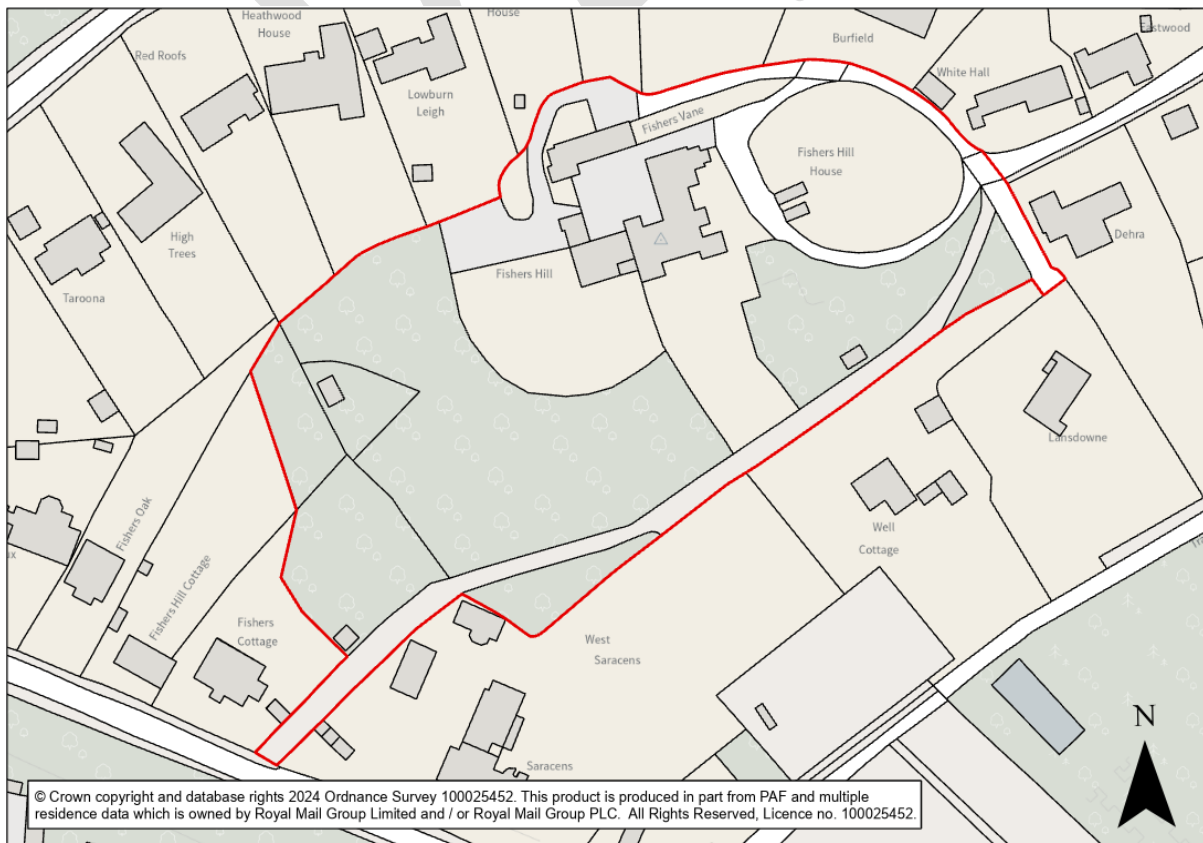 House
Heathwood
House
Red Roofs
Lowburn
Leigh
Burfield
Eastwood
White Hall
Fishers Vane
Fishers Hill
House
High
Trees
Dehra
Taroona
Fishers Hill
Lansdowne
Fishers Oak
Well
Cottage
Fishers Hill Cottage
Fishers
Cottage
West
Saracens
Saracens
N
© Crown copyright and database rights 2024 Ordnance Survey 100025452. This product is produced in part from PAF and multiple
residence data which is owned by Royal Mail Group Limited and / or Royal Mail Group PLC. All Rights Reserved, Licence no. 100025452.